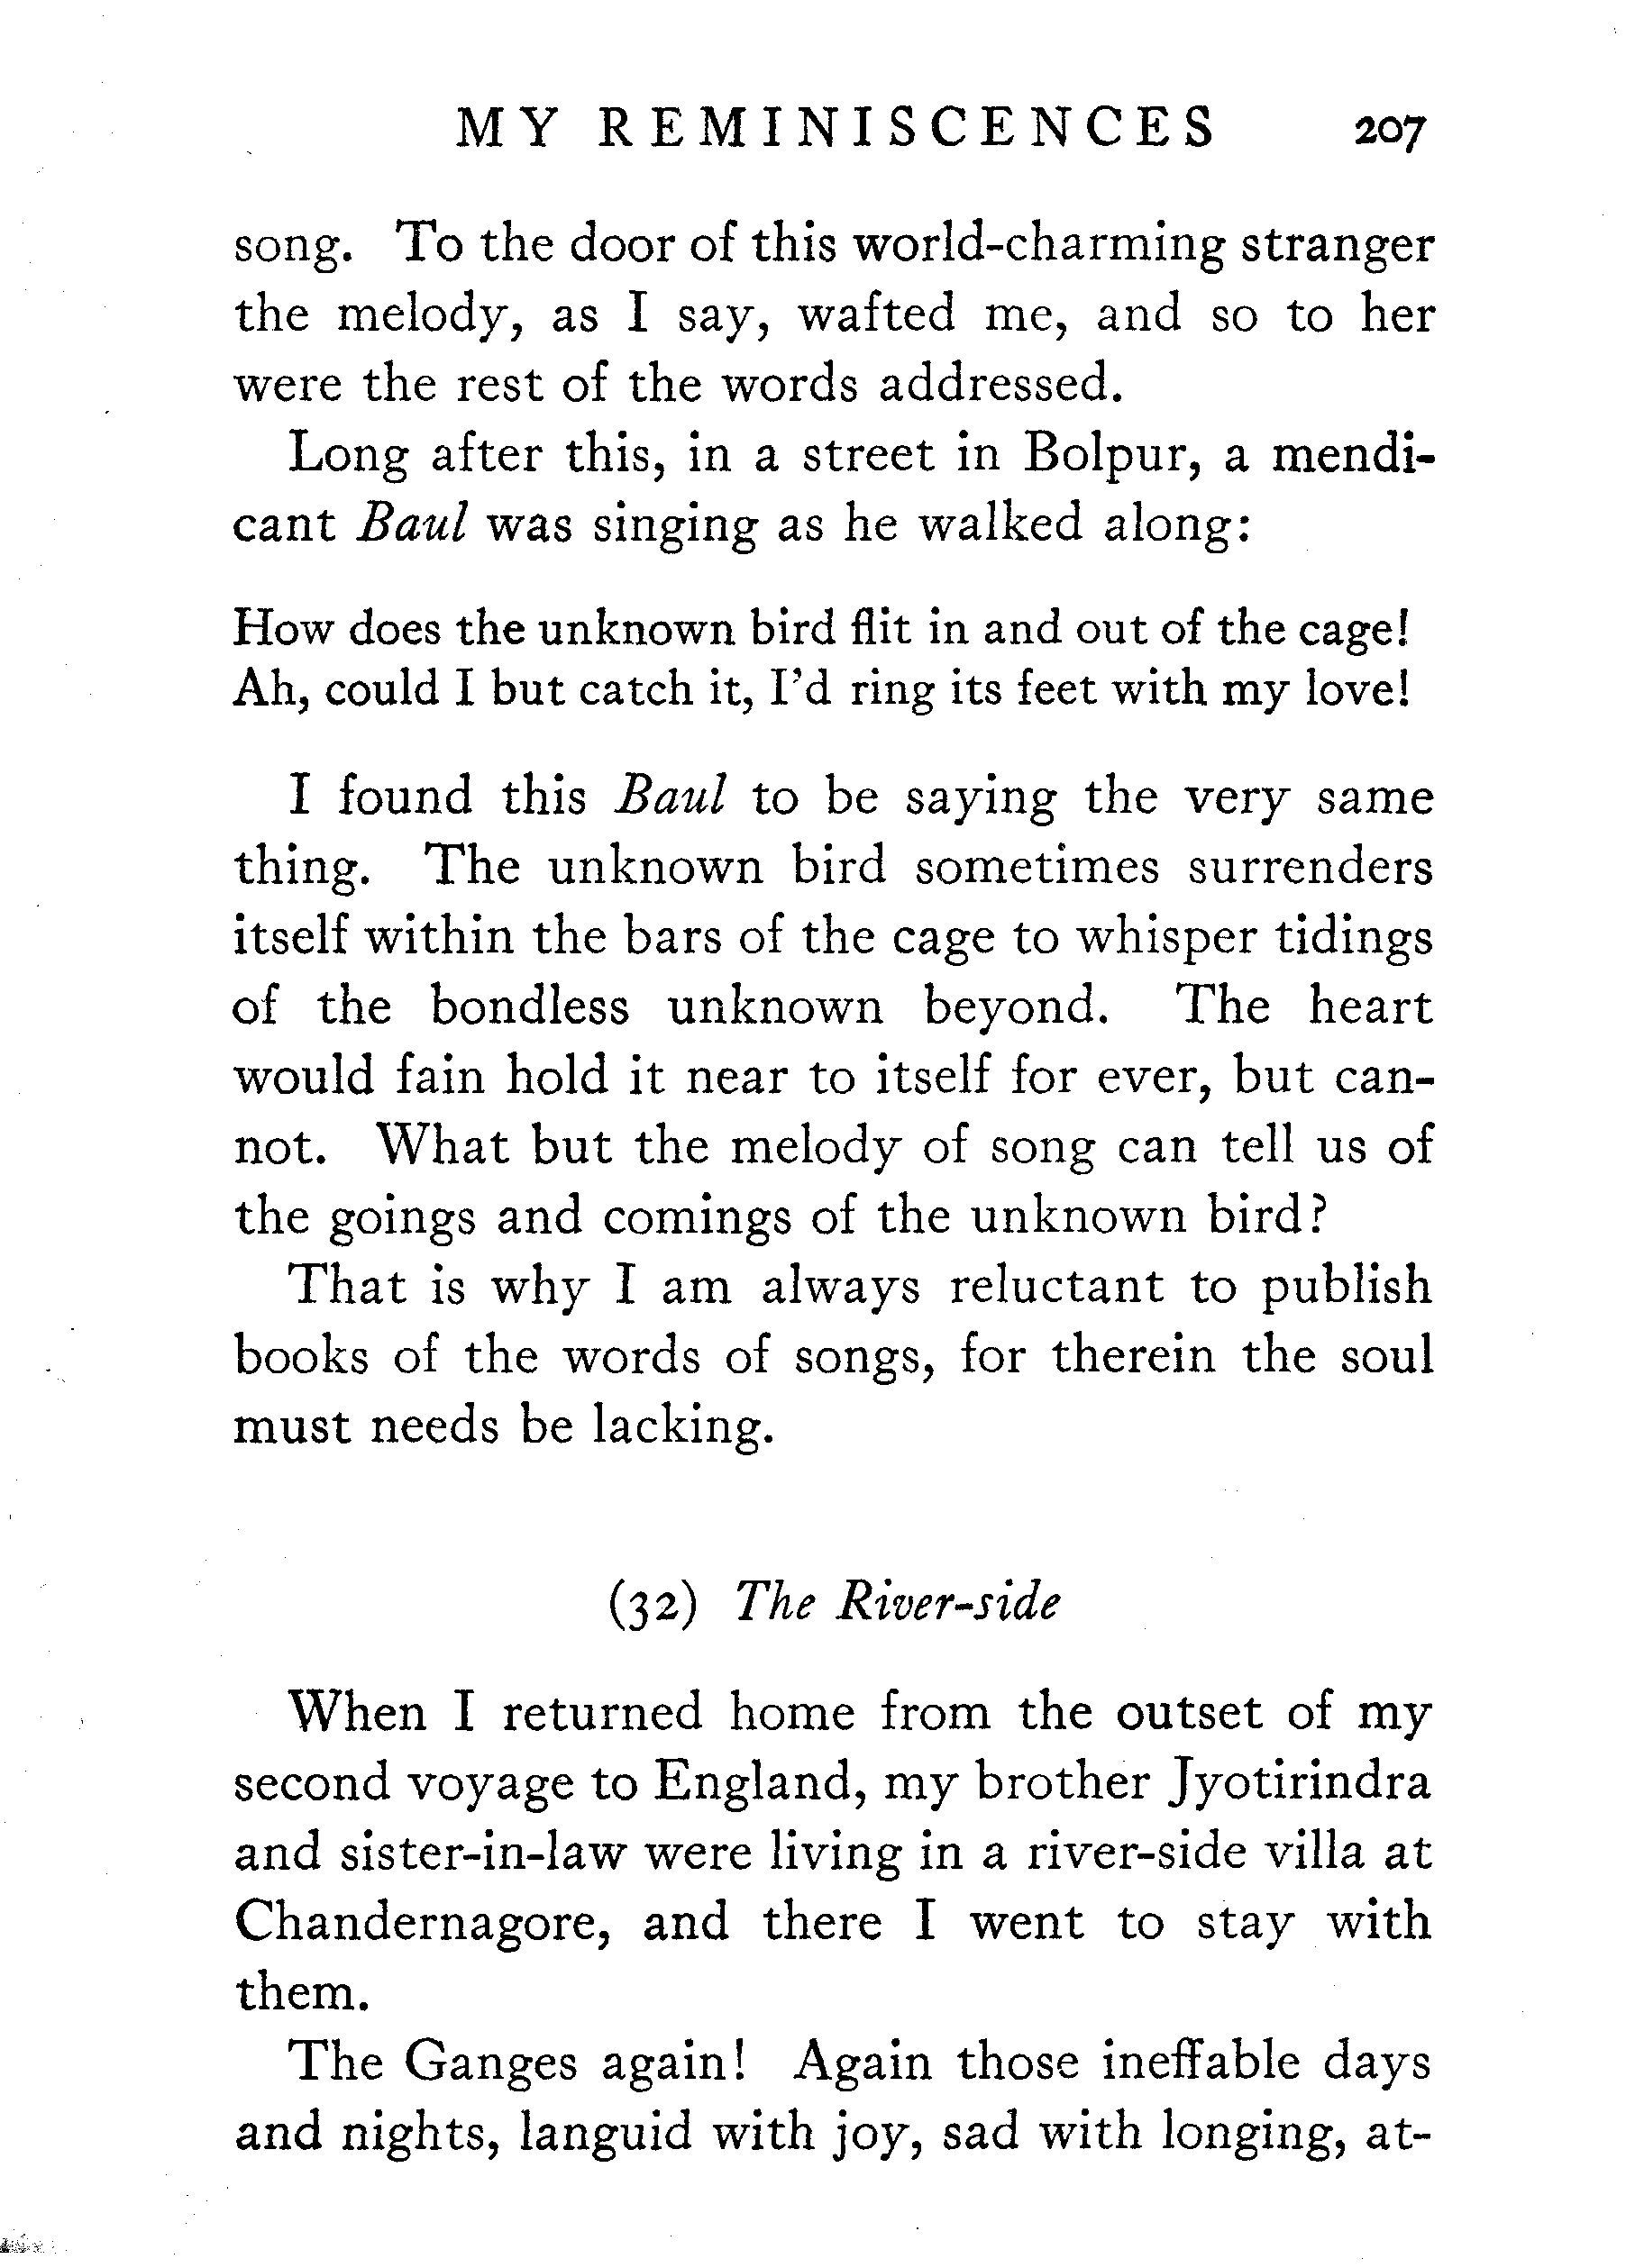 MY REMINISCENCES 207
song. To the door of this world-charming stranger
the melody, as I say, wafted me, and so to her
were the rest of the words addressed.
Long after this, in a street in Bolpur, a mendi-
cant Baul was singing as he walked along:
How does the unknown bird flit in and out of the cage!
Ah, could I but catch it, I'd ring its feet with my love!
I found this Baul to be saying the very same
thing. The unknown bird sometimes surrenders
itself within the bars of the cage to whisper tidings
of the bondless unknown beyond. The heart
would fain hold it near to itself for ever, but can-
not. What but the melody of song can tell us of
the goings and comings of the unknown bird?
That is why I am always reluctant to publish
books of the words of songs, for therein the soul
must needs be lacking.
(32) The River-side
When I returned home from the outset of my
second voyage to England, my brother Jyotirindra
and sister-in-law were living in a river-side villa at
Chandernagore, and there I went to stay with
them.
The Ganges again! Again those ineffable days
and nights, languid with joy, sad with longing, at-